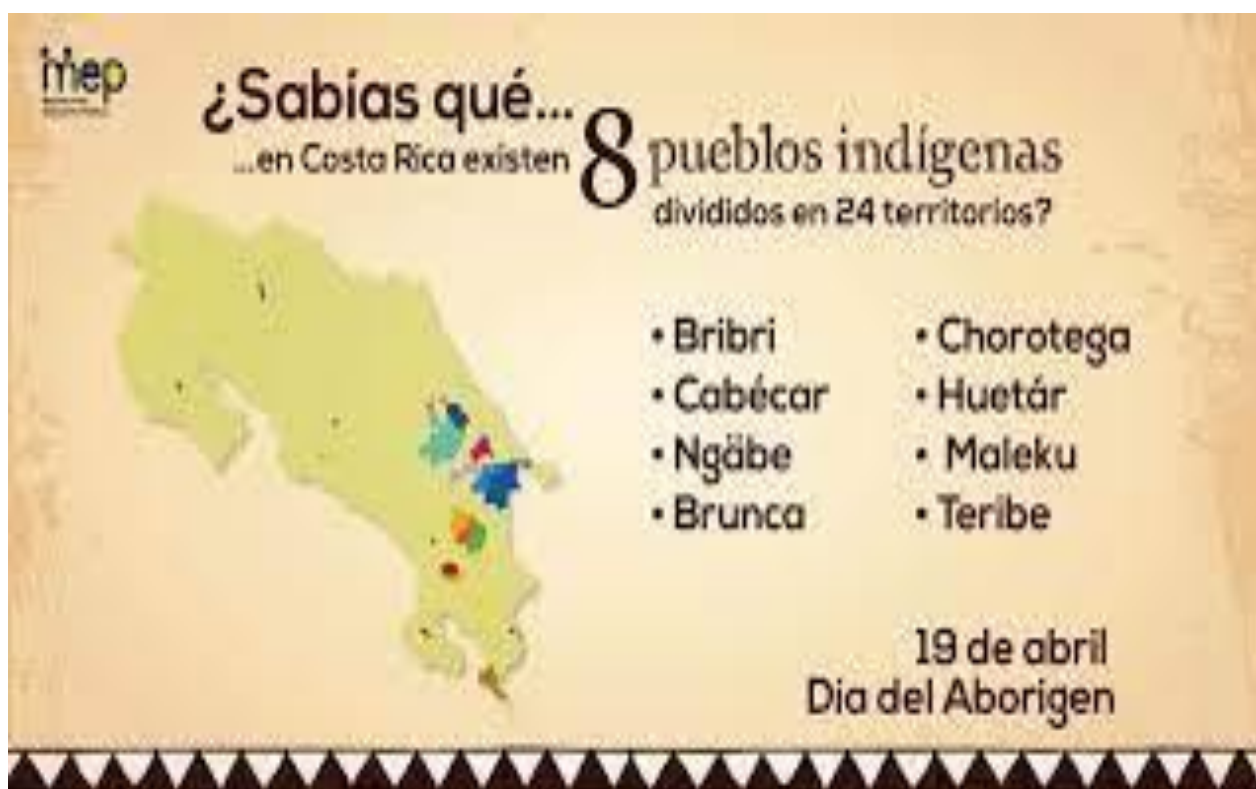 mep
¿Sabías qué...
...en Costa Rica existen 8 pueblos indígenas
divididos en 24 territorios?
• Bribri
• Cabécar
• Ngäbe
• Brunca
• Chorotega
• Huetár
• Maleku
• Teribe
19 de abril
Dia del Aborigen